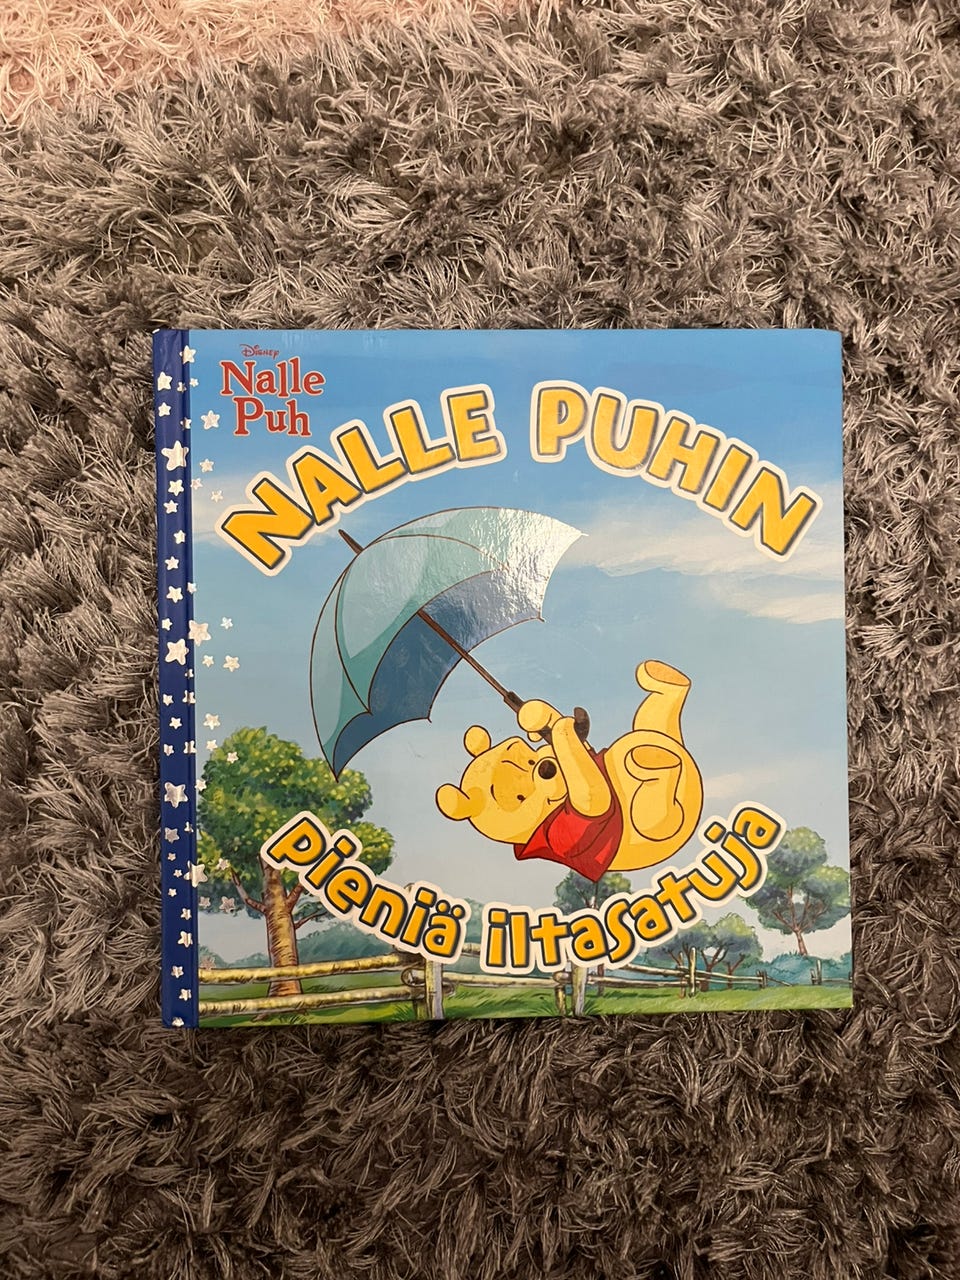 Disney
Nalle
Puh
NALLE PUHIN
Pieniä iltasatuja